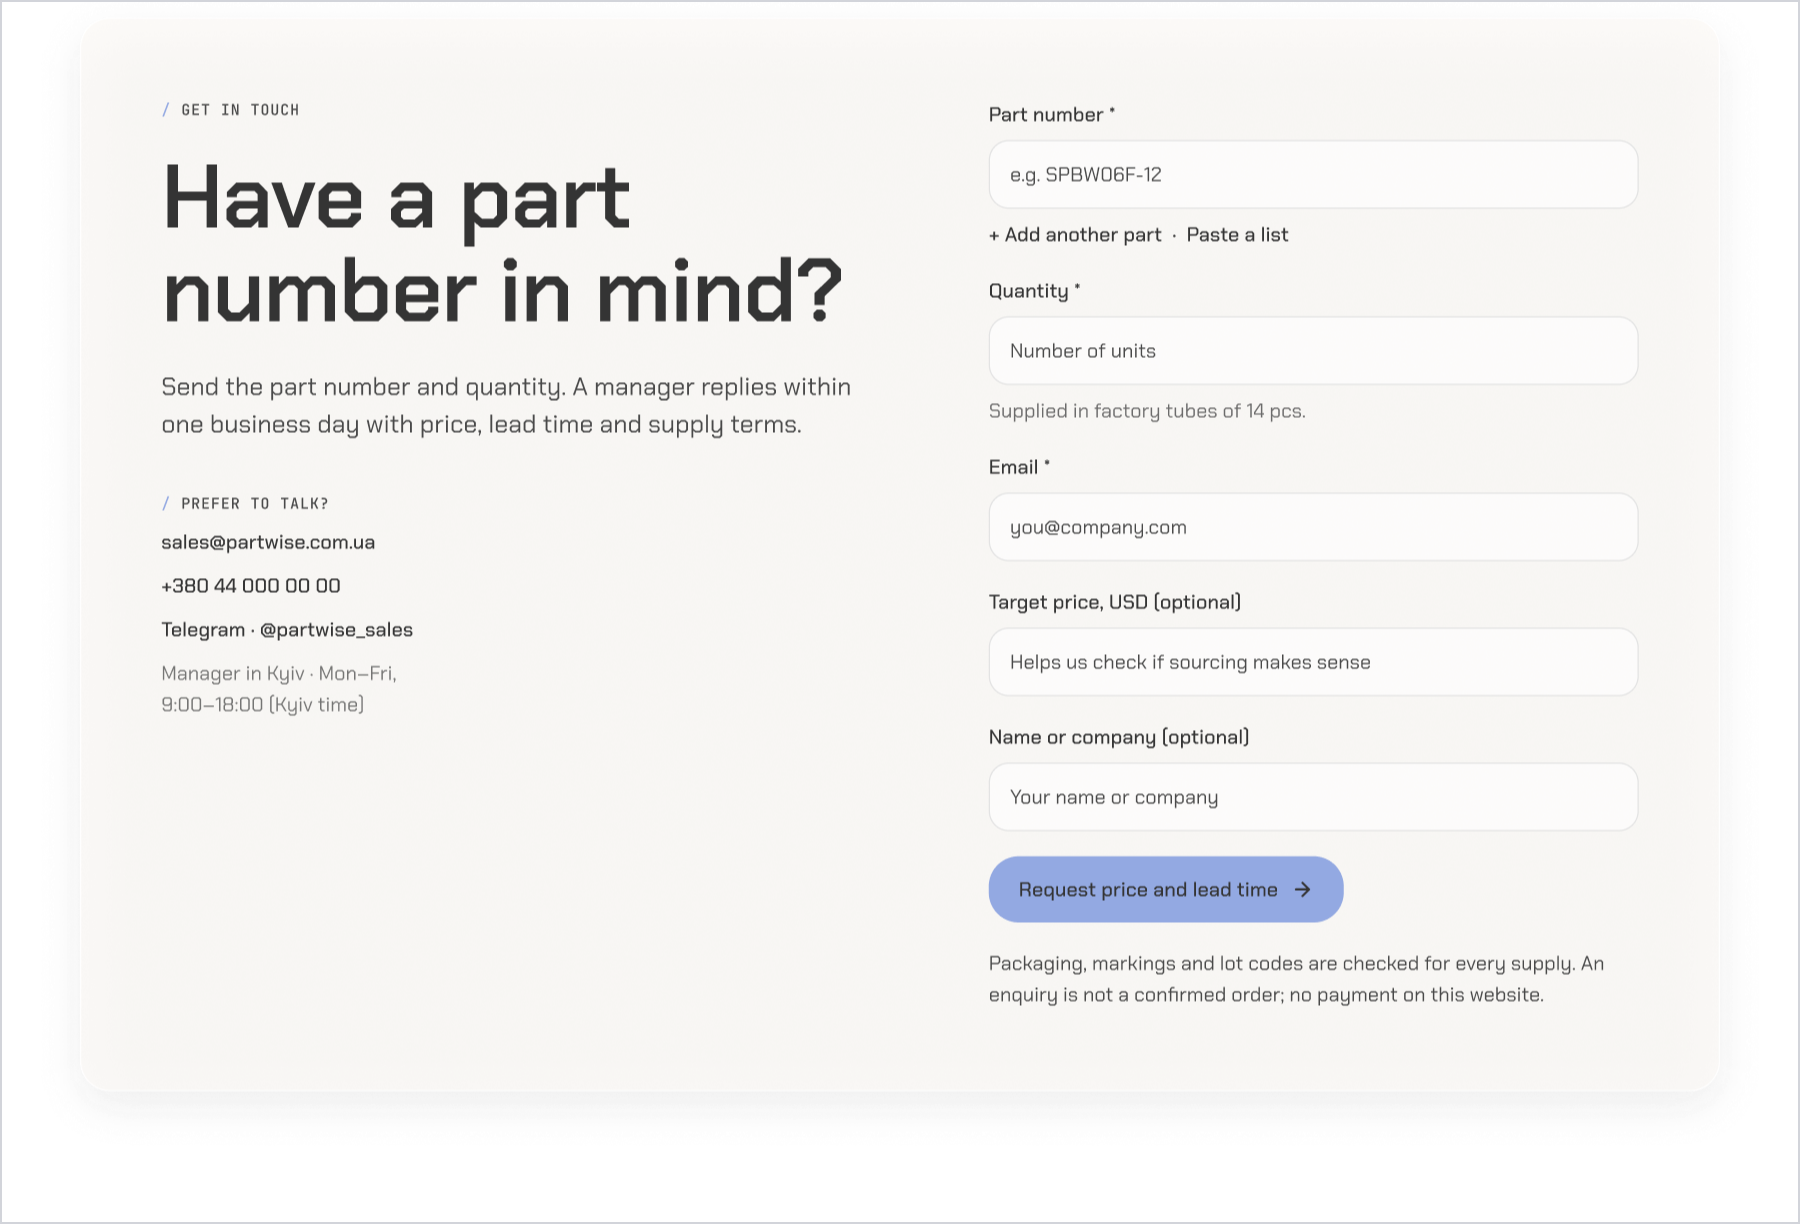 / GET IN TOUCH
Have a part
number in mind?
Send the part number and quantity. A manager replies within
one business day with price, lead time and supply terms.
/ PREFER TO TALK?
sales@partwise.com.ua
+380 44 000 00 00
Telegram · @partwise_sales
Manager in Kyiv · Mon–Fri,
9:00–18:00 (Kyiv time)
Part number *
e.g. SPBW06F-12
+ Add another part · Paste a list
Quantity *
Number of units
Supplied in factory tubes of 14 pcs.
Email *
you@company.com
Target price, USD (optional)
Helps us check if sourcing makes sense
Name or company (optional)
Your name or company
Request price and lead time →
Packaging, markings and lot codes are checked for every supply. An
enquiry is not a confirmed order; no payment on this website.